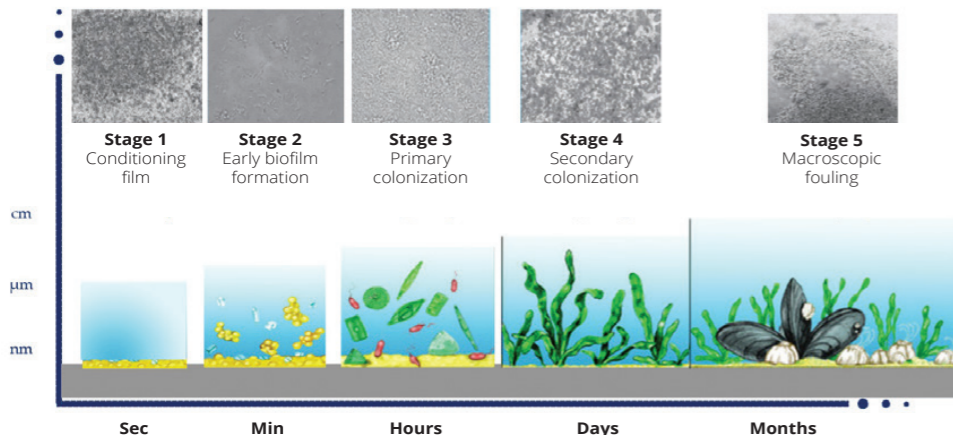 Stage 1
Conditioning
film
Stage 2
Early biofilm
formation
Stage 3
Primary
colonization
Stage 4
Secondary
colonization
Stage 5
Macroscopic
fouling
cm
µm
nm
Sec
Min
Hours
Days
Months